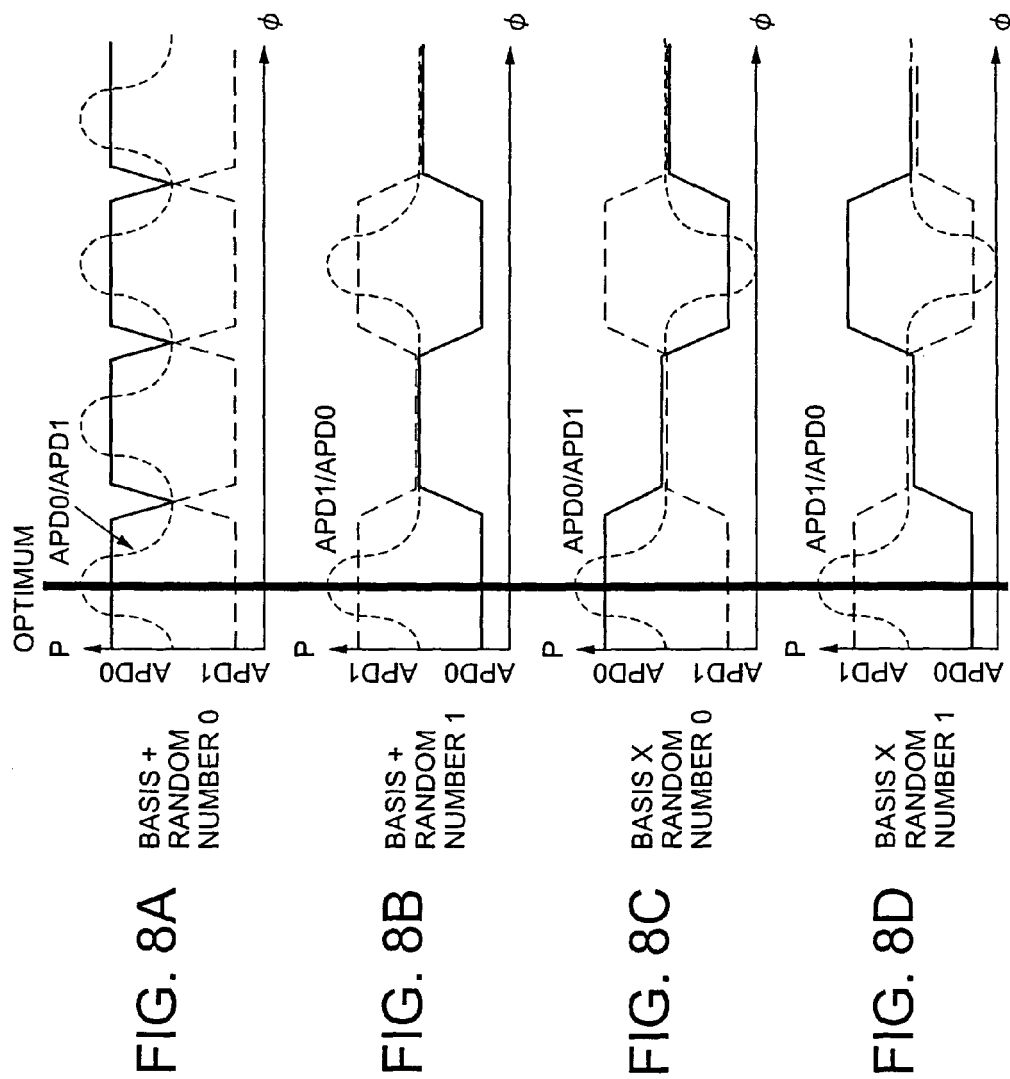 OPTIMUM
FIG. 8A
BASIS +
RANDOM
NUMBER 0
P
APD0
APD1
APD0/APD1
ϕ
FIG. 8B
BASIS +
RANDOM
NUMBER 1
P
APD1
APD0
APD1/APD0
ϕ
FIG. 8C
BASIS X
RANDOM
NUMBER 0
P
APD0
APD1
APD0/APD1
ϕ
FIG. 8D
BASIS X
RANDOM
NUMBER 1
P
APD1
APD0
APD1/APD0
ϕ